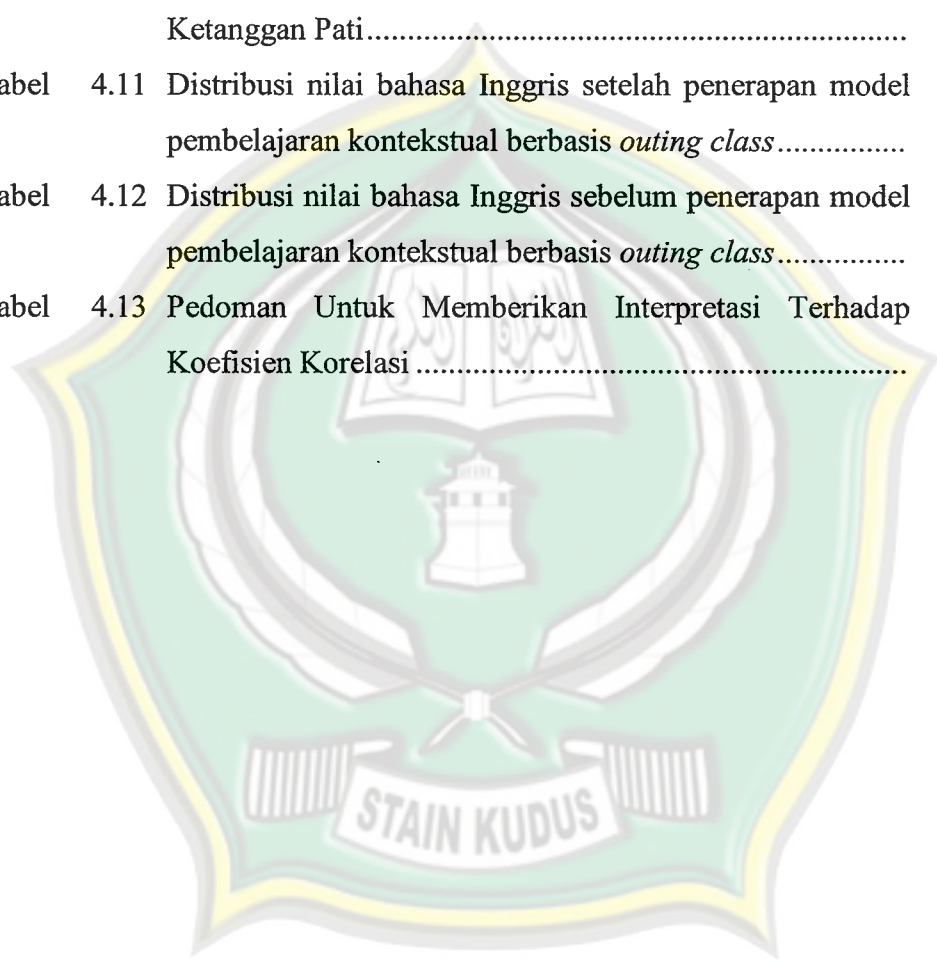 Ketanggan Pati.................................................................
abel 4.11 Distribusi nilai bahasa Inggris setelah penerapan model
pembelajaran kontekstual berbasis outing class................
abel 4.12 Distribusi nilai bahasa Inggris sebelum penerapan model
pembelajaran kontekstual berbasis outing class................
abel 4.13 Pedoman Untuk Memberikan Interpretasi Terhadap
Koefisien Korelasi...........................................................
STAIN KUDUS